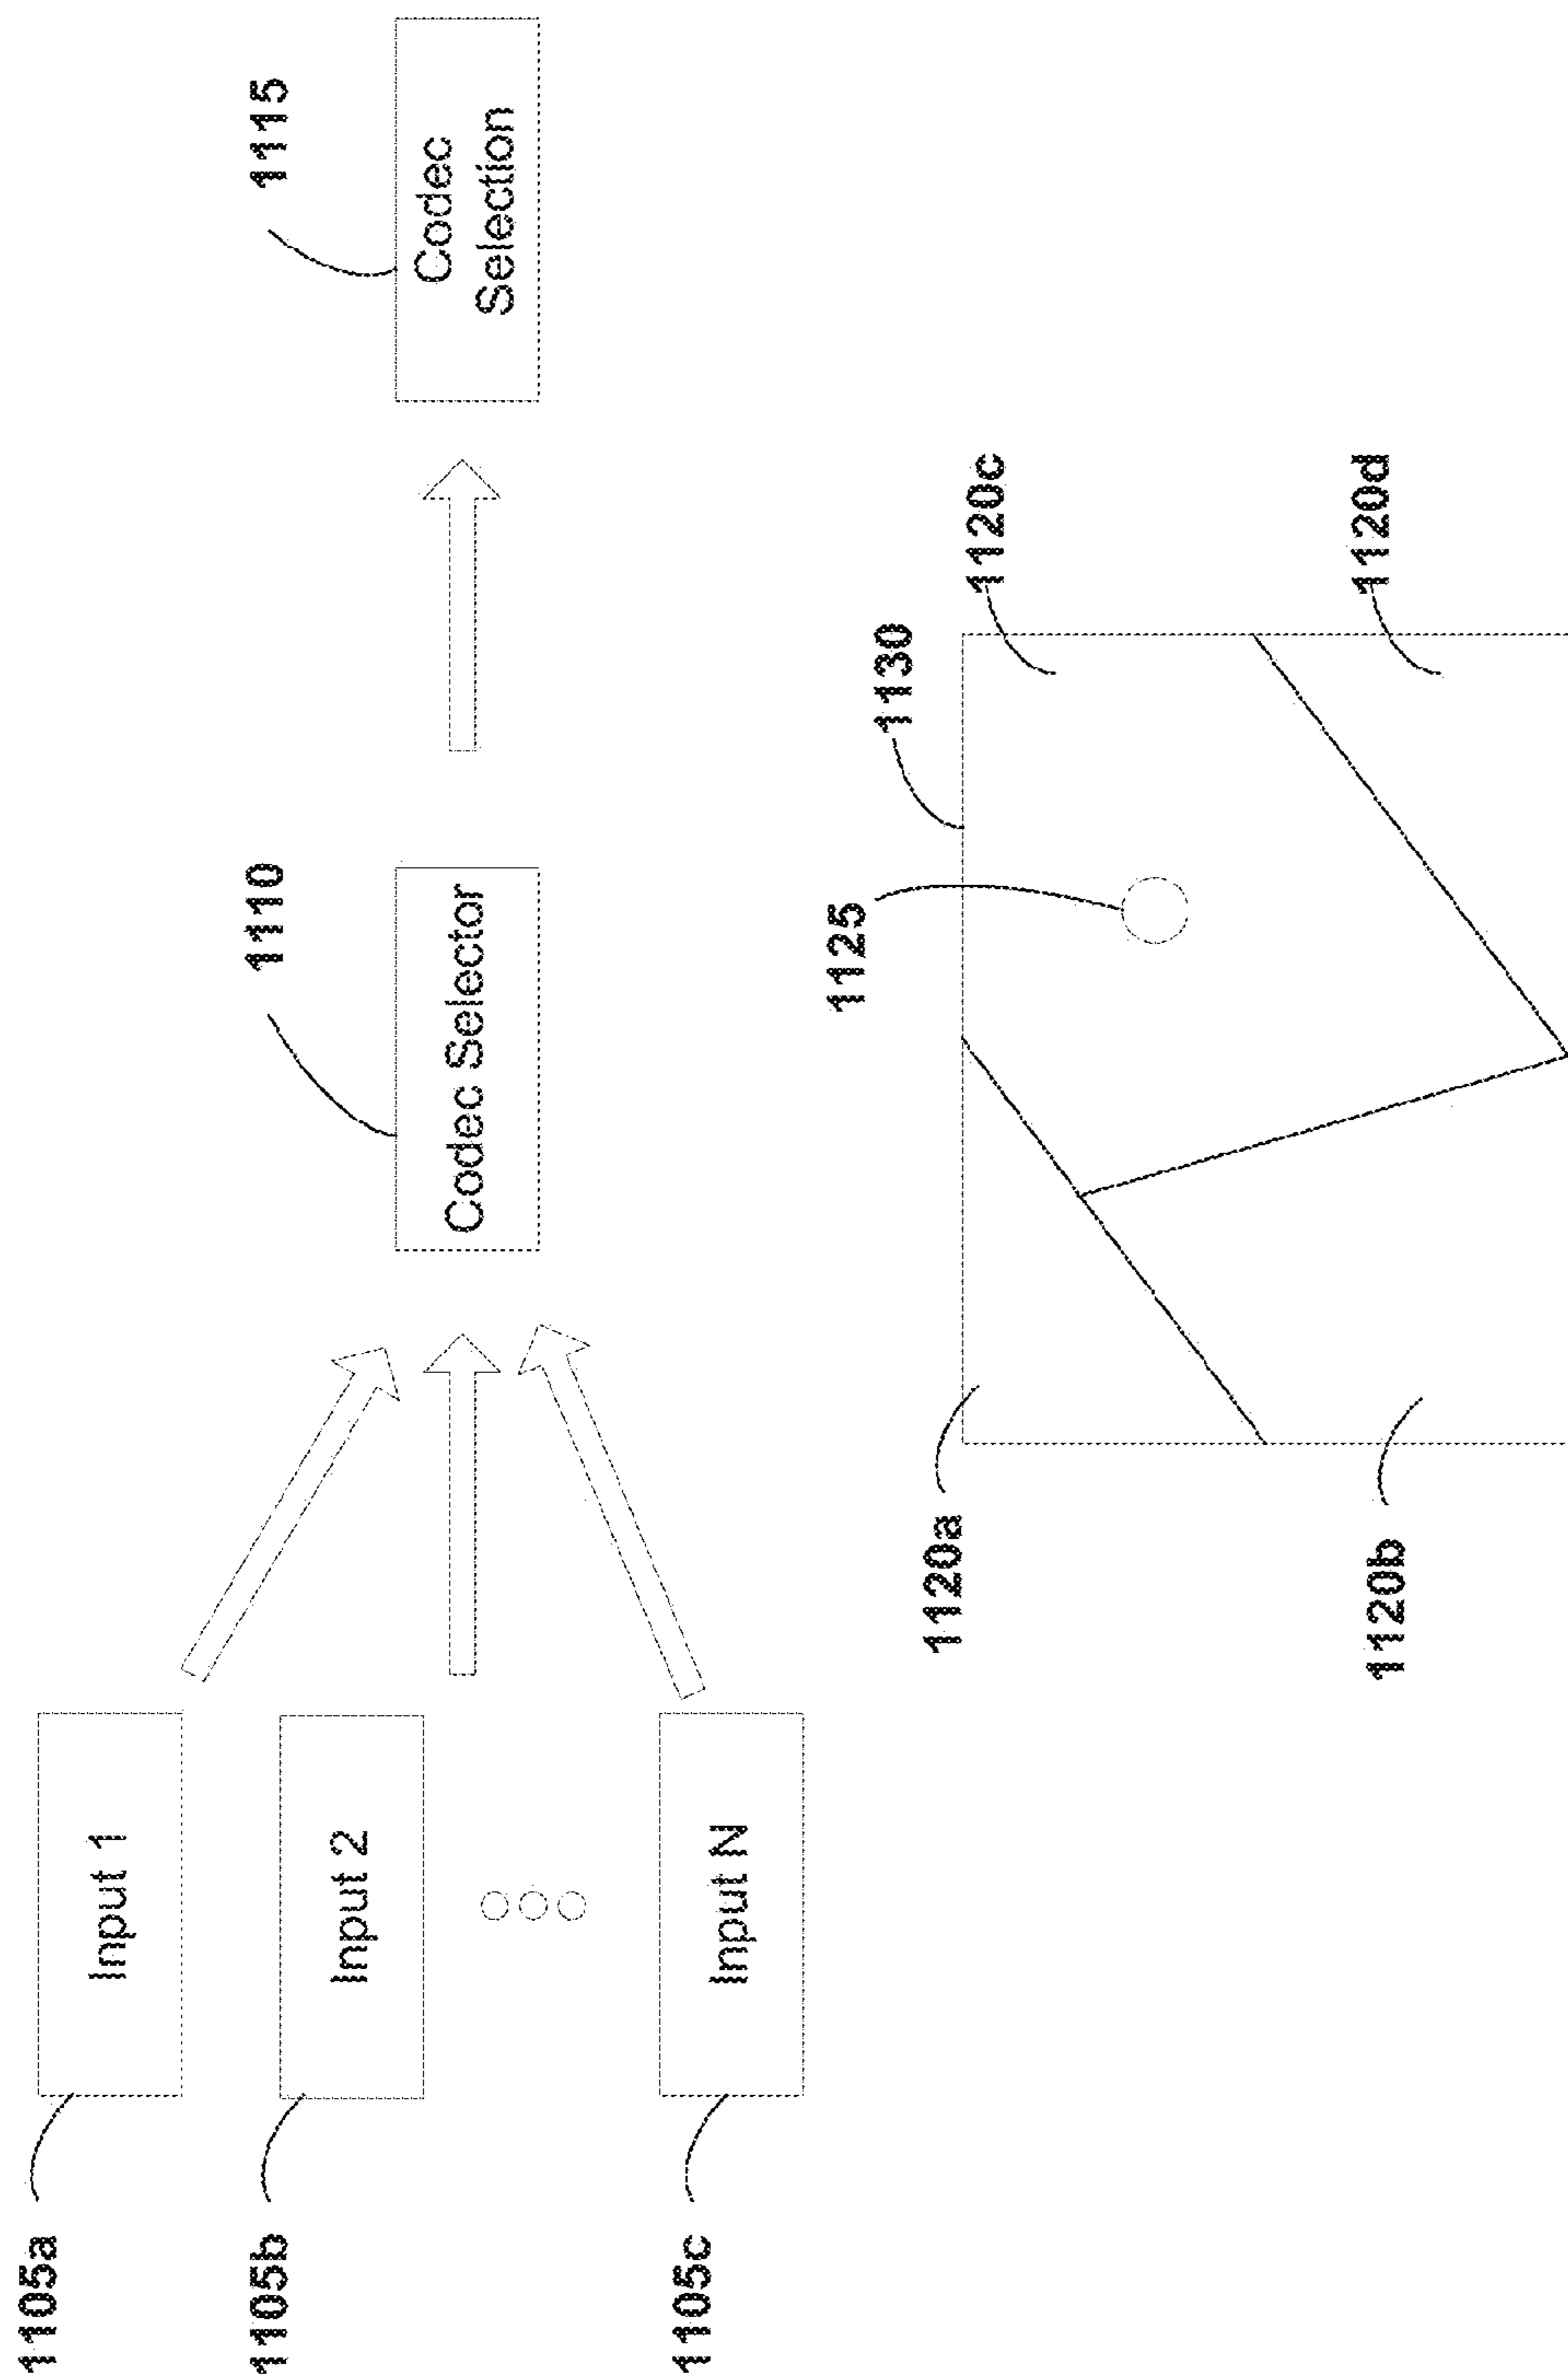 1105a
Input 1
1105b
Input 2
1105c
Input N
1110
Codec Selector
1115
Codec
Selection
1125
1130
1120a
1120c
1120b
1120d